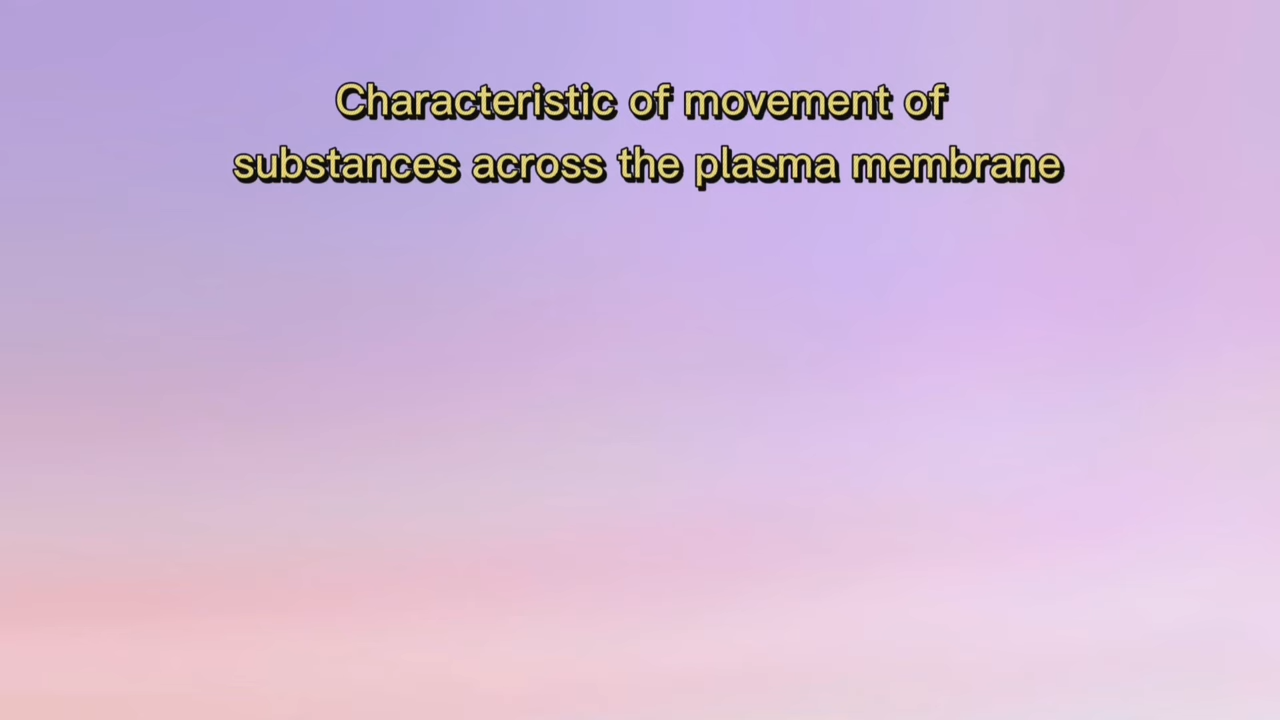 Characteristic of movement of
substances across the plasma membrane